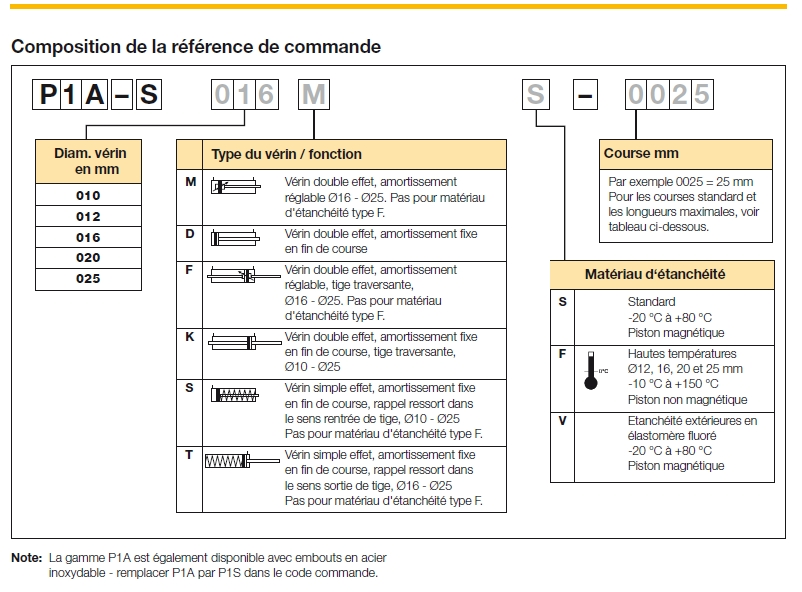 Composition de la référence de commande
P1A–S 016 M S – 0025
Diam. vérin
en mm
010
012
016
020
025
Type du vérin / fonction
M
Vérin double effet, amortissement
réglable Ø16 - Ø25. Pas pour matériau
d'étanchéité type F.
D
Vérin double effet, amortissement fixe
en fin de course
F
Vérin double effet, amortissement
réglable, tige traversante,
Ø16 - Ø25. Pas pour matériau
d'étanchéité type F.
K
Vérin double effet, amortissement fixe
en fin de course, tige traversante,
Ø10 - Ø25
S
Vérin simple effet, amortissement fixe
en fin de course, rappel ressort dans
le sens rentrée de tige, Ø10 - Ø25
Pas pour matériau d'étanchéité type F.
T
Vérin simple effet, amortissement fixe
en fin de course, rappel ressort dans
le sens sortie de tige, Ø16 - Ø25
Pas pour matériau d'étanchéité type F.
Course mm
Par exemple 0025 = 25 mm
Pour les courses standard et
les longueurs maximales, voir
tableau ci-dessous.
Matériau d‘étanchéité
S
Standard
-20 °C à +80 °C
Piston magnétique
F
0°C
Hautes températures
Ø12, 16, 20 et 25 mm
-10 °C à +150 °C
Piston non magnétique
V
Etanchéité extérieures en
élastomère fluoré
-20 °C à +80 °C
Piston magnétique
Note: La gamme P1A est également disponible avec embouts en acier
inoxydable - remplacer P1A par P1S dans le code commande.